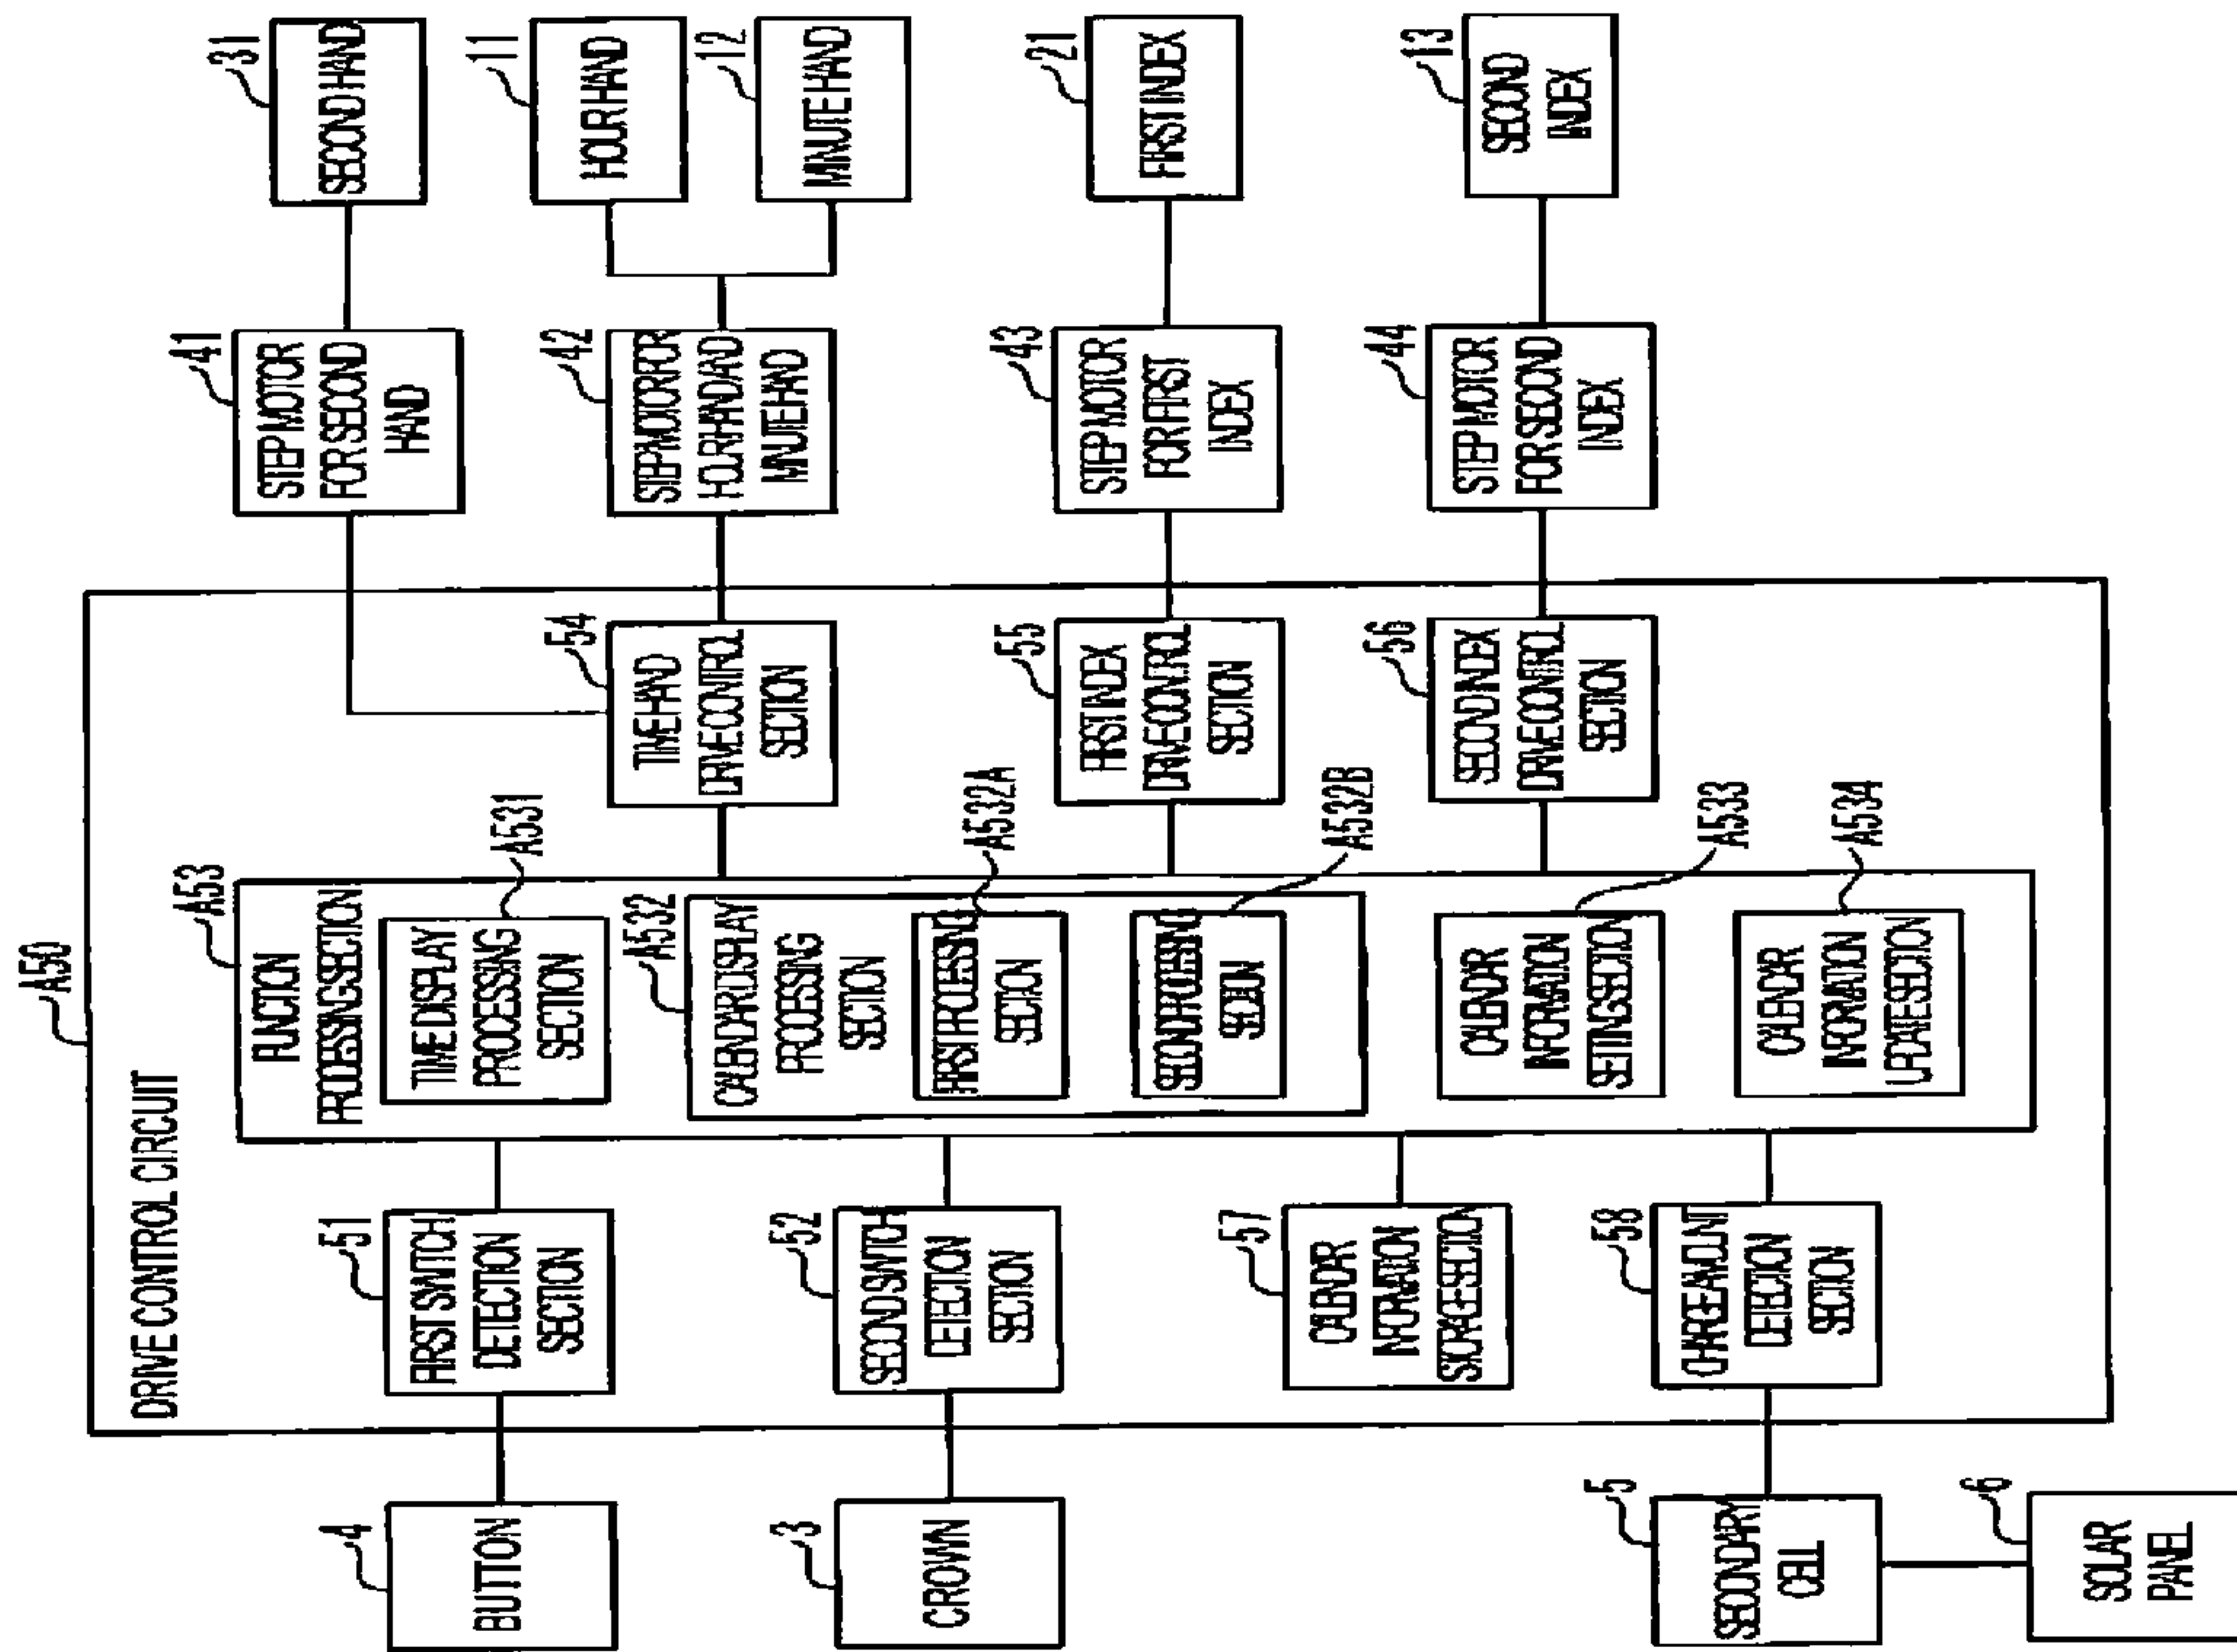 A50
DRIVE CONTROL CIRCUIT
4
BUTTON
51
FIRST SWITCH
DETECTION
SECTION
A53
FUNCTION
PROCESSING SECTION
A531
TIME DISPLAY
PROCESSING
SECTION
41
STEP MOTOR
FOR SECOND
HAND
31
SECOND HAND
3
CROWN
52
SECOND SWITCH
DETECTION
SECTION
A532
CALENDAR DISPLAY
PROCESSING
SECTION
A532A
FIRST PROCESSING
SECTION
A532B
SECOND PROCESSING
SECTION
54
TIME HAND
DRIVE CONTROL
SECTION
42
STEP MOTOR FOR
HOUR HAND AND
MINUTE HAND
11
HOUR HAND
12
MINUTE HAND
57
CALENDAR
INFORMATION
STORAGE SECTION
A533
CALENDAR
INFORMATION
SETTING SECTION
55
FIRST INDEX
DRIVE CONTROL
SECTION
43
STEP MOTOR
FOR FIRST
INDEX
21
FIRST INDEX
5
SECONDARY
CELL
58
CHARGE AMOUNT
DETECTION
SECTION
A534
CALENDAR
INFORMATION
UPDATE SECTION
56
SECOND INDEX
DRIVE CONTROL
SECTION
44
STEP MOTOR
FOR SECOND
INDEX
13
SECOND
INDEX
6
SOLAR
PANEL